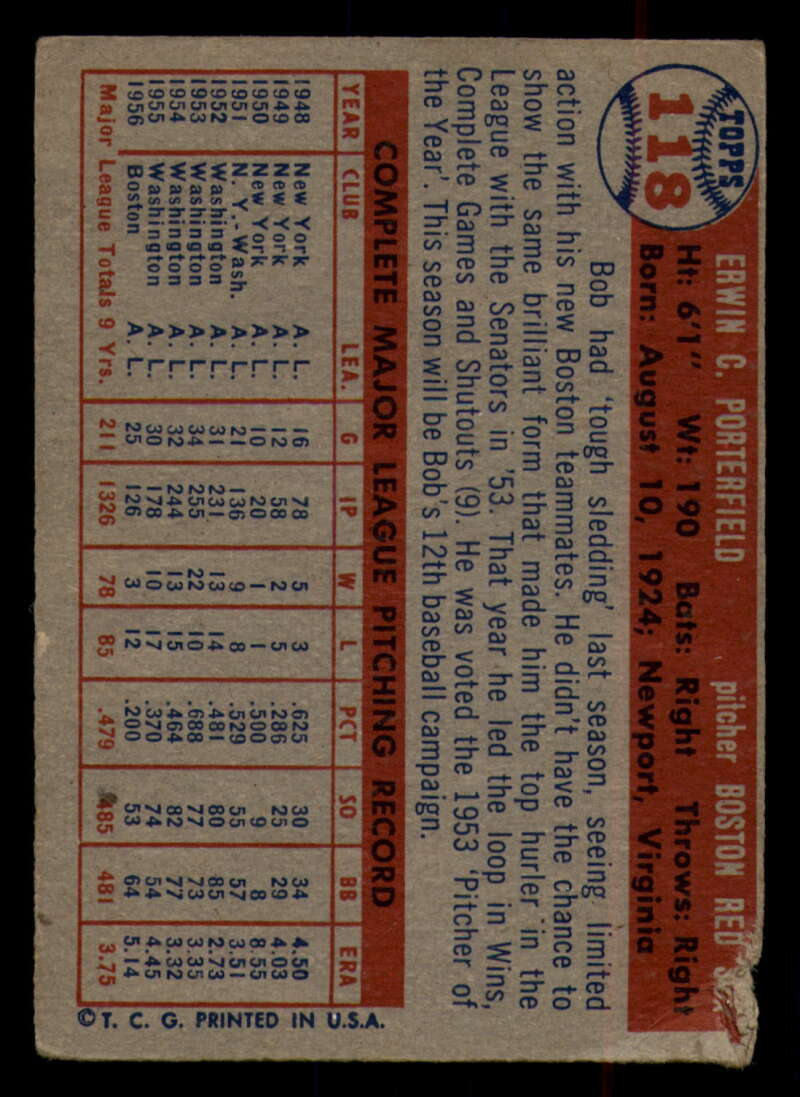 TOPPS
118
ERWIN C. PORTERFIELD pitcher BOSTON RED
Ht: 6'1" Wt: 190 Bats: Right Throws: Right
Born: August 10, 1924; Newport, Virginia
Bob had 'tough sledding' last season, seeing limited
action with his new Boston teammates. He didn't have the chance to
show the same brilliant form that made him the top hurler in the
League with the Senators in '53. That year he led the loop in Wins,
Complete Games and Shutouts (9). He was voted the 1953 'Pitcher of
the Year'. This season will be Bob's 12th baseball campaign.
COMPLETE MAJOR LEAGUE PITCHING RECORD
YEAR CLUB LEA. G IP W L PCT SO BB ERA
1948 New York A. L. 16 78 5 3 .625 30 34 4.50
1949 New York A. L. 12 58 2 5 .286 25 29 4.03
1950 New York A. L. 10 20 1 1 .500 9 8 8.55
1951 N. Y.-Wash. A. L. 21 136 9 8 .529 55 57 3.51
1952 Washington A. L. 31 231 13 14 .481 80 85 2.73
1953 Washington A. L. 34 255 22 10 .688 77 73 3.35
1954 Washington A. L. 32 244 13 15 .464 82 77 3.32
1955 Washington A. L. 30 178 10 17 .370 74 54 4.45
1956 Boston A. L. 25 126 3 12 .200 53 64 5.14
Major League Totals 9 Yrs. 211 1326 78 85 .479 485 481 3.75
© T. C. G. PRINTED IN U.S.A.